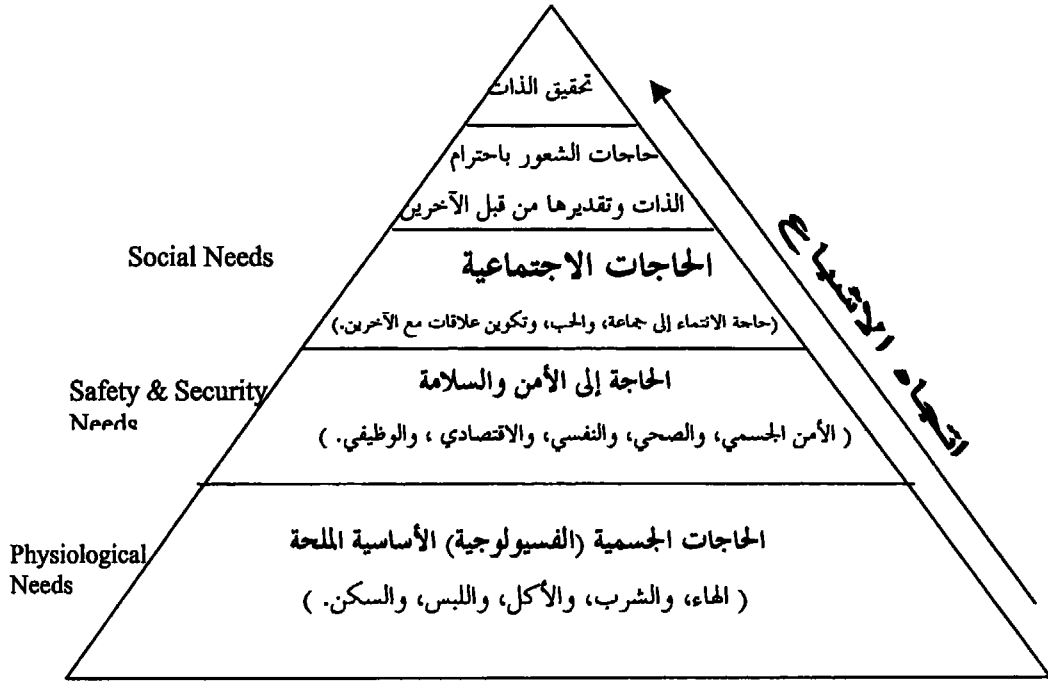 تحقيق الذات
حاجات الشعور باحترام
الذات وتقديرها من قبل الآخرين
Social Needs
الحاجات الاجتماعية
(حاجة الانتماء إلى جماعة، والحب، وتكوين علاقات مع الآخرين.)
Safety & Security
Needs
الحاجة إلى الأمن والسلامة
( الأمن الجسمي، والصحي، والنفسي، والاقتصادي ، والوظيفي. )
Physiological
Needs
الحاجات الجسمية (الفسيولوجية) الأساسية الملحة
( الهاء، والشرب، والأكل، واللبس، والسكن. )
اتجاه الاشباع